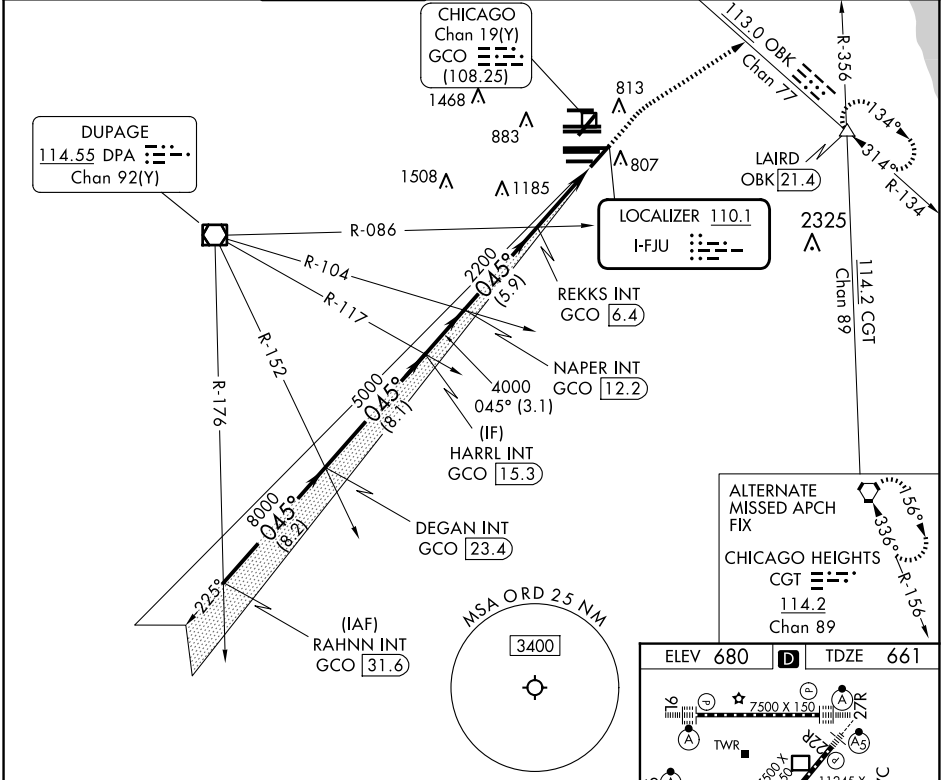 CHICAGO
Chan 19(Y)
GCO
(108.25)
113.0 OBK
Chan 77
R-356
134°
314°
R-134
LAIRD
OBK 21.4
1468
883
813
807
1508
1185
2325
DUPAGE
114.55 DPA
Chan 92(Y)
LOCALIZER 110.1
I-FJU
114.2 CGT
Chan 89
R-086
R-104
R-117
R-152
R-176
2200
045°
(5.9)
REKKS INT
GCO 6.4
NAPER INT
GCO 12.2
4000
045° (3.1)
5000
045°
(8.1)
(IF)
HARRL INT
GCO 15.3
8000
045°
(8.2)
DEGAN INT
GCO 23.4
225°
(IAF)
RAHNN INT
GCO 31.6
MSA ORD 25 NM
3400
ALTERNATE
MISSED APCH
FIX
CHICAGO HEIGHTS
CGT
114.2
Chan 89
156°
336°
R-156
ELEV 680 D TDZE 661
9L
P
7500 X 150
P
A
27R
A
TWR
22R
A5
P
11245 X